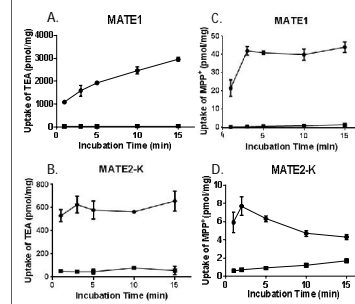 A.
MATE1
Uptake of TEA (pmol/mg)
4000
3000
2000
1000
0
0
5
10
15
Incubation Time (min)
C.
MATE1
Uptake of MPP⁺ (pmol/mg)
50
40
30
20
10
0
0
5
10
15
Incubation Time (min)
B.
MATE2-K
Uptake of TEA (pmol/mg)
800
600
400
200
0
0
5
10
15
Incubation Time (min)
D.
MATE2-K
Uptake of MPP⁺ (pmol/mg)
10
8
6
4
2
0
0
5
10
15
Incubation Time (min)